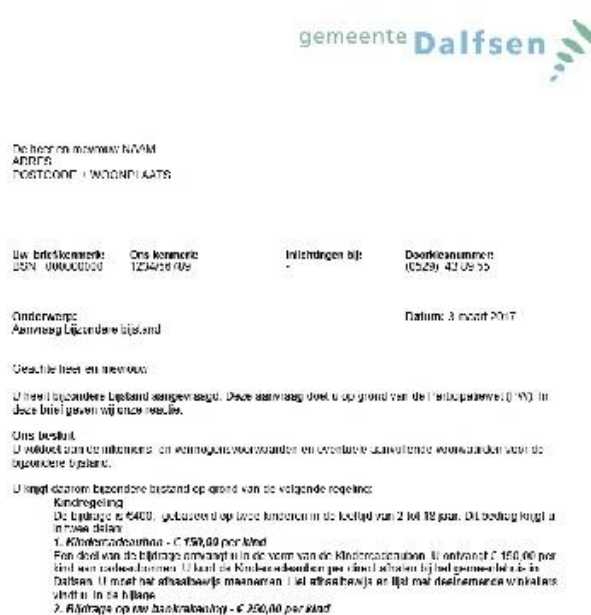 gemeente Dalfsen
De heer en mevrouw NAAM
ADRES
POSTCODE + WOONPLAATS
Uw brief/kenmerk: Ons kenmerk: Inlichtingen bij: Doorkiesnummer:
BSN 000000000 123456789 - (0529)
Onderwerp: Datum: 3 maart 2017
Aanvraag bijzondere bijstand
Geachte heer en mevrouw
U heeft bijzondere bijstand aangevraagd. Deze aanvraag doet u op grond van de Participatiewet (PW). In
deze brief geven wij onze reactie.
Ons besluit
U voldoet aan de inkomens- en vermogensvoorwaarden en eventuele aanvullende voorwaarden voor de
bijzondere bijstand.
U krijgt daarom bijzondere bijstand op grond van de volgende regeling:
Kindregeling
De bijdrage is €400,- gebaseerd op twee kinderen in de leeftijd van 2 tot 18 jaar. Dit bedrag krijgt u
in twee delen:
1. Kindercadeaubon - € 150,00 per kind
Een deel van de bijdrage ontvangt u in de vorm van de Kindercadeaubon. U ontvangt € 150,00 per
kind aan cadeaubonnen. U kunt de Kindercadeaubon per direct afhalen bij het gemeentehuis in
Dalfsen. U moet het afhaalbewijs meenemen. Het afhaalbewijs en lijst met deelnemende winkeliers
vindt u in de bijlage.
2. Bijdrage op uw bankrekening - € 250,00 per kind